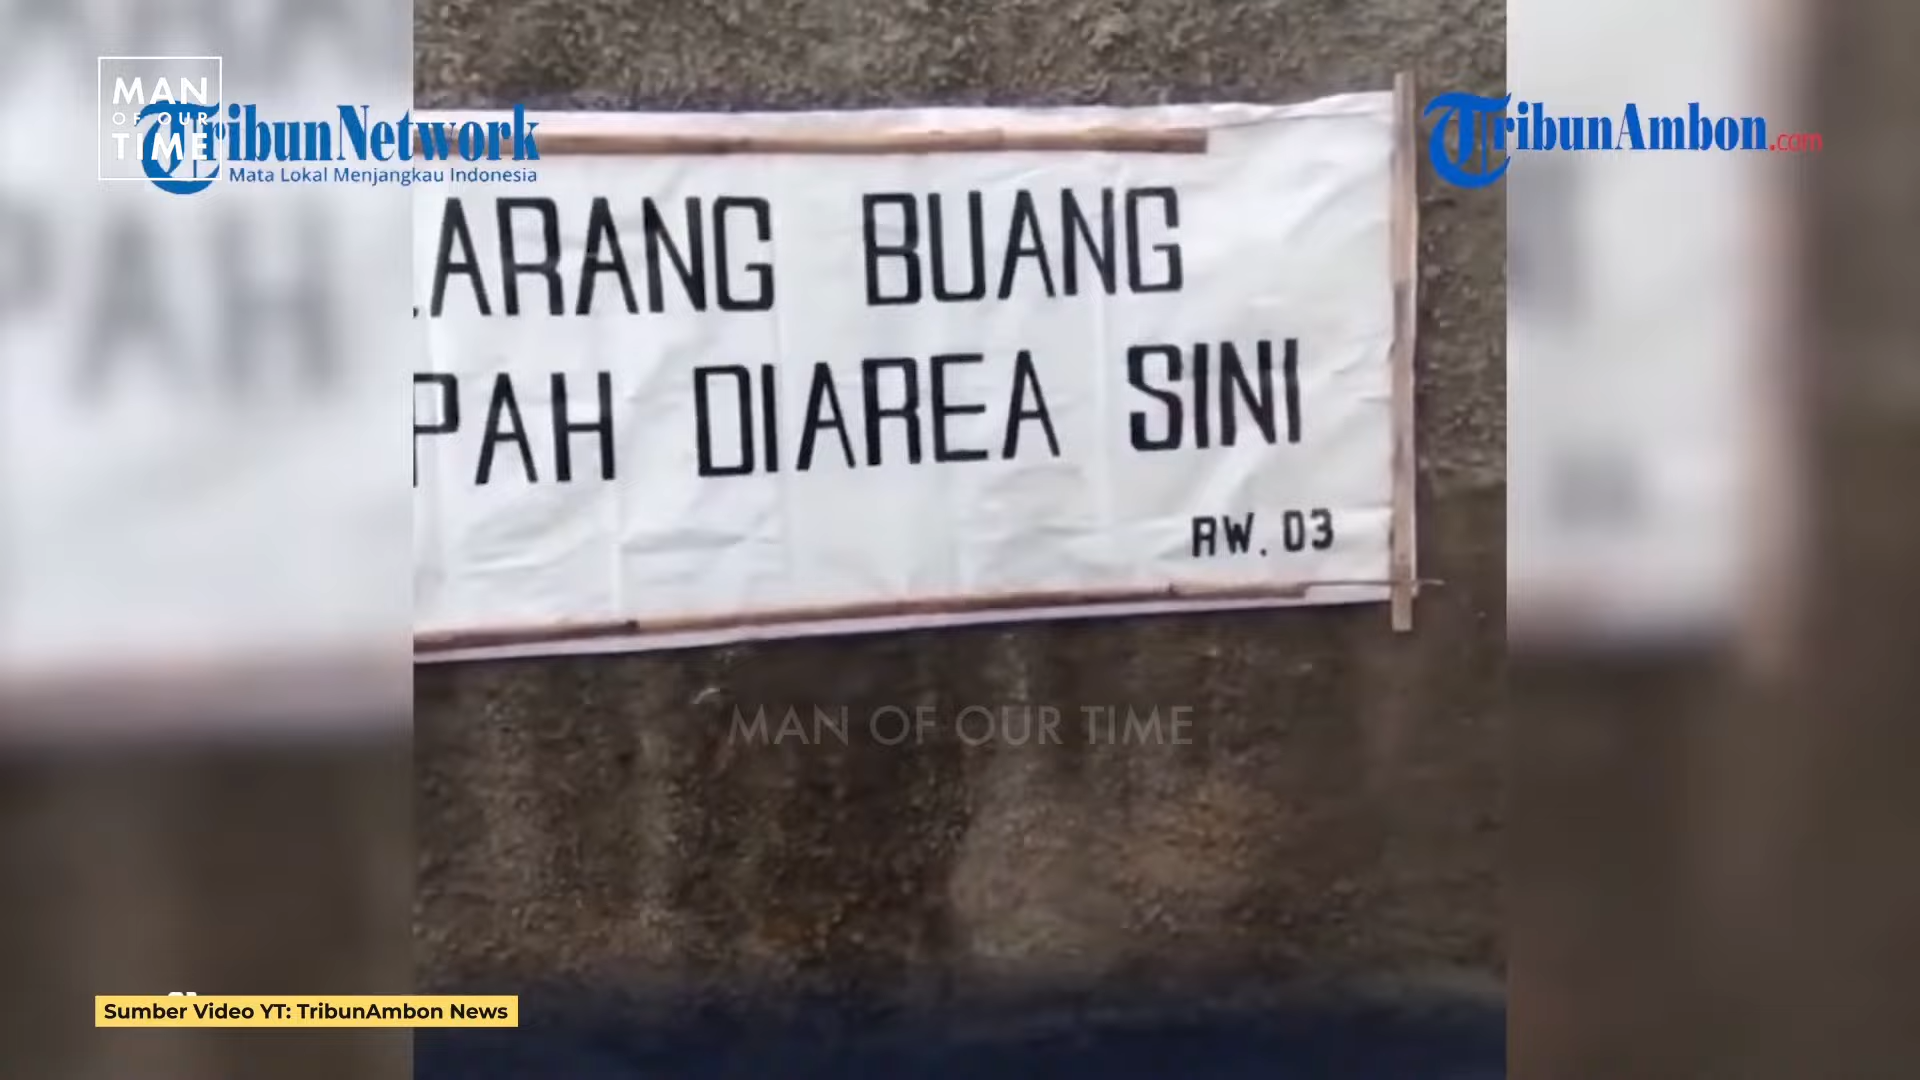 MAN
OF OUR
TIME
TribunNetwork
Mata Lokal Menjangkau Indonesia
TribunAmbon.com
ARANG BUANG
PAH DIAREA SINI
RW. 03
MAN OF OUR TIME
Sumber Video YT: TribunAmbon News